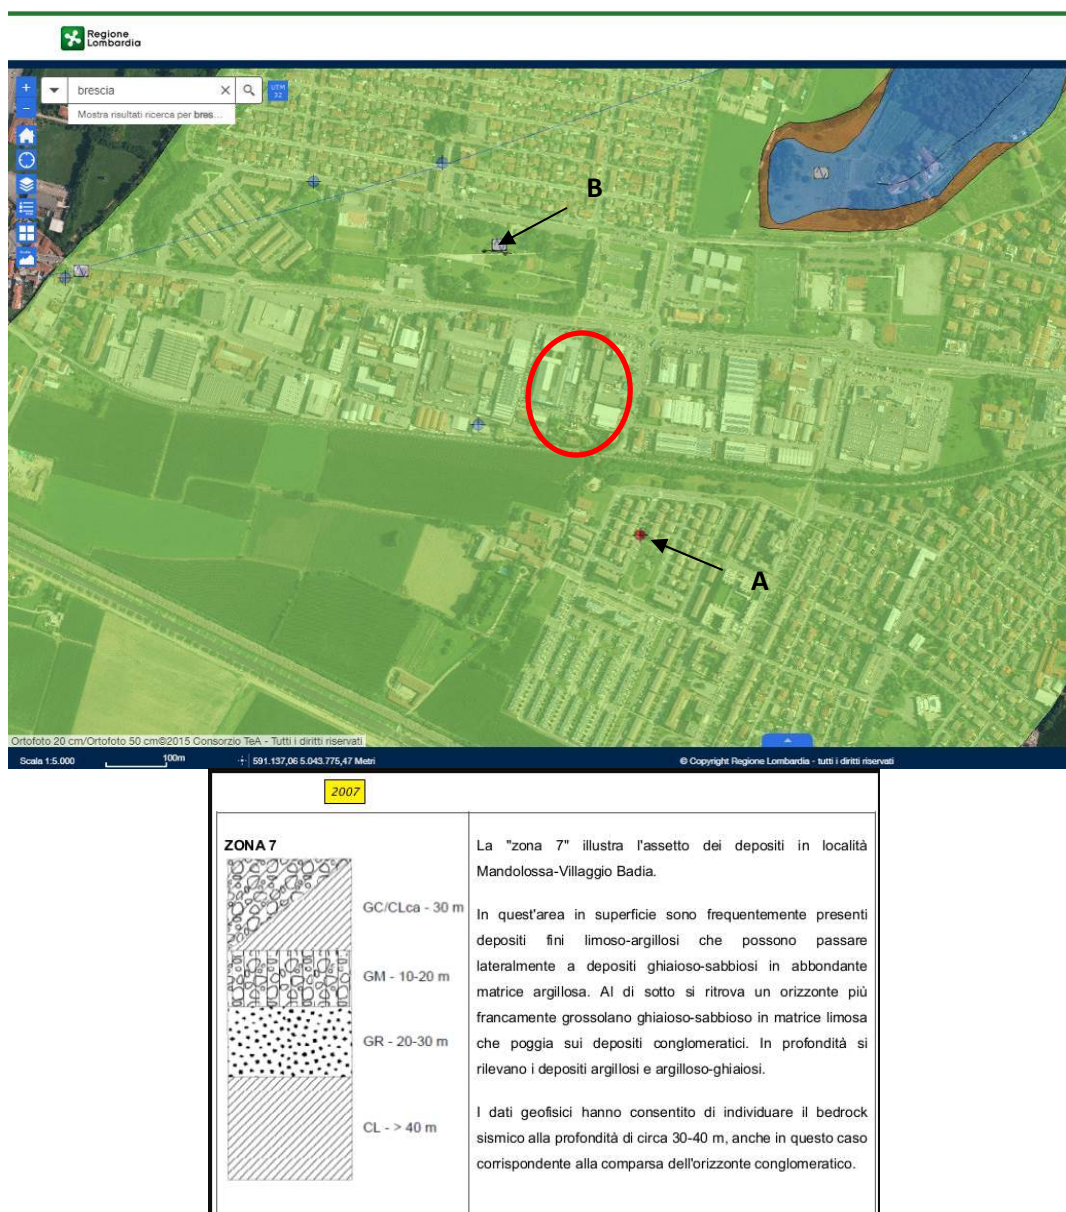 Regione
Lombardia
+
brescia
UTM
32
−
Mostra risultati ricerca per bres...
B
A
Ortofoto 20 cm/Ortofoto 50 cm©2015 Consorzio TeA - Tutti i diritti riservati
Scala 1:5.000
100m
591.137,06 5.043.775,47 Metri
© Copyright Regione Lombardia - tutti i diritti riservati
2007
ZONA 7
GC/CLca - 30 m
GM - 10-20 m
GR - 20-30 m
CL - > 40 m
La "zona 7" illustra l'assetto dei depositi in località
Mandolossa-Villaggio Badia.
In quest'area in superficie sono frequentemente presenti
depositi fini limoso-argillosi che possono passare
lateralmente a depositi ghiaioso-sabbiosi in abbondante
matrice argillosa. Al di sotto si ritrova un orizzonte più
francamente grossolano ghiaioso-sabbioso in matrice limosa
che poggia sui depositi conglomeratici. In profondità si
rilevano i depositi argillosi e argilloso-ghiaiosi.
I dati geofisici hanno consentito di individuare il bedrock
sismico alla profondità di circa 30-40 m, anche in questo caso
corrispondente alla comparsa dell'orizzonte conglomeratico.